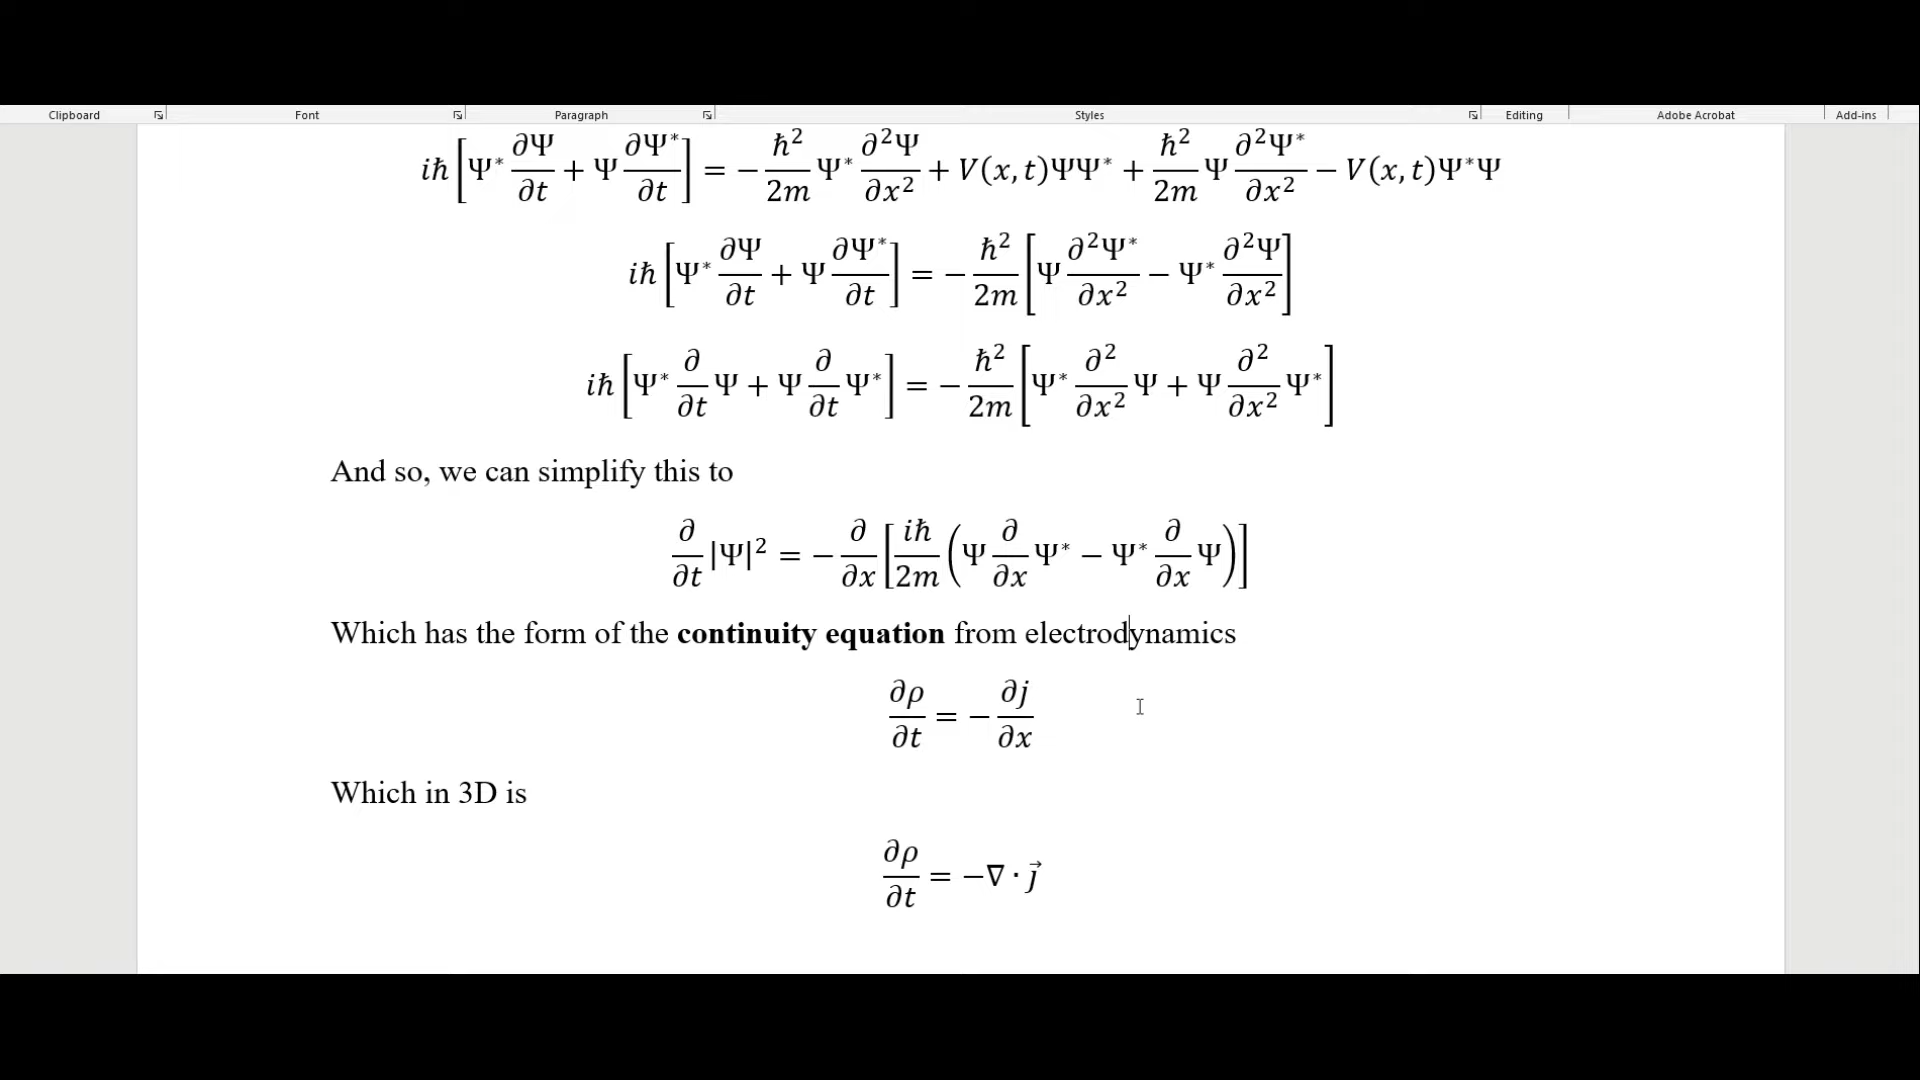 Clipboard Font Paragraph Styles Editing Adobe Acrobat Add-ins
iℏ[Ψ* ∂Ψ/∂t + Ψ ∂Ψ*/∂t] = −ℏ²/2m Ψ* ∂²Ψ/∂x² + V(x,t)ΨΨ* + ℏ²/2m Ψ ∂²Ψ*/∂x² − V(x,t)Ψ*Ψ
iℏ[Ψ* ∂Ψ/∂t + Ψ ∂Ψ*/∂t] = −ℏ²/2m [Ψ ∂²Ψ*/∂x² − Ψ* ∂²Ψ/∂x²]
iℏ[Ψ* ∂/∂t Ψ + Ψ ∂/∂t Ψ*] = −ℏ²/2m [Ψ* ∂²/∂x² Ψ + Ψ ∂²/∂x² Ψ*]
And so, we can simplify this to
∂/∂t |Ψ|² = −∂/∂x [iℏ/2m (Ψ ∂/∂x Ψ* − Ψ* ∂/∂x Ψ)]
Which has the form of the continuity equation from electrodynamics
∂ρ/∂t = −∂j/∂x
Which in 3D is
∂ρ/∂t = −∇ · j⃗